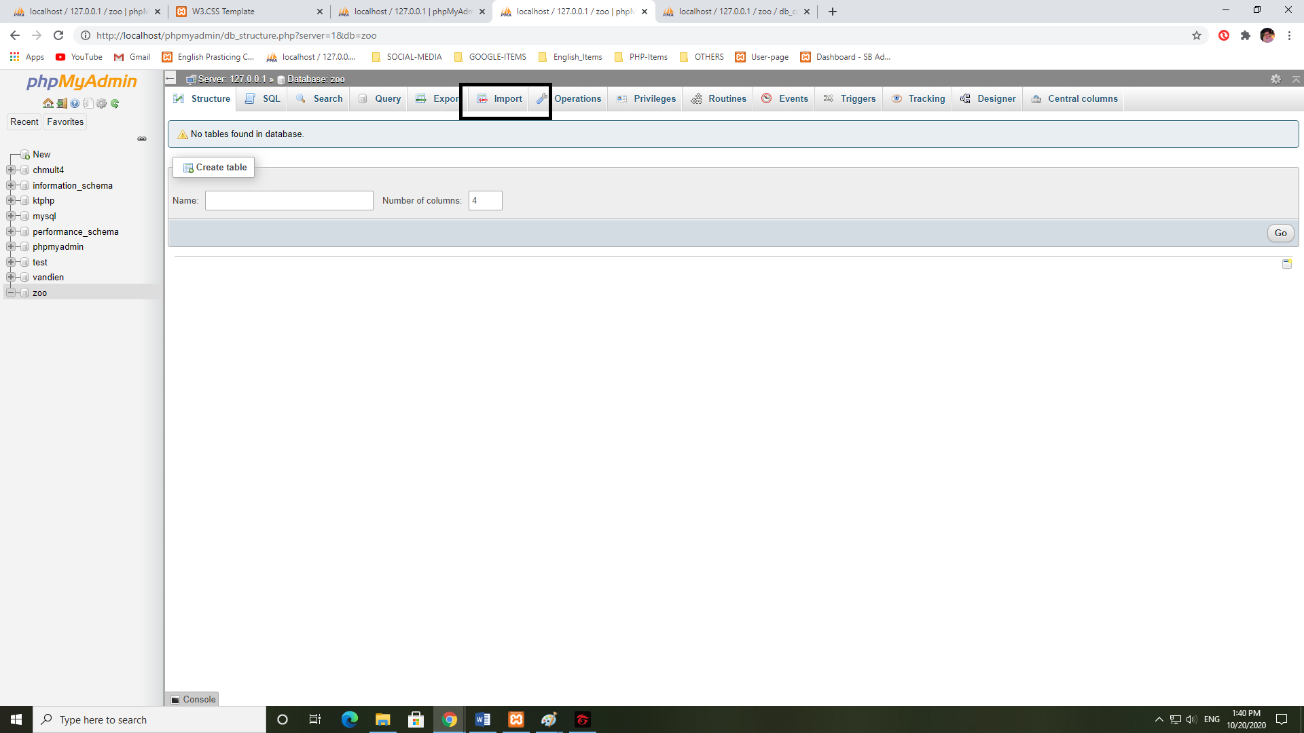 localhost / 127.0.0.1 / zoo | phpM
W3.CSS Template
localhost / 127.0.0.1 | phpMyAdm
localhost / 127.0.0.1 / zoo | phpM
localhost / 127.0.0.1 / zoo / db_c
http://localhost/phpmyadmin/db_structure.php?server=1&db=zoo
Apps YouTube Gmail English Prasticing C... localhost / 127.0.0.... SOCIAL-MEDIA GOOGLE-ITEMS English_Items PHP-Items OTHERS User-page Dashboard - SB Ad...
phpMyAdmin
Recent Favorites
New
chmult4
information_schema
ktphp
mysql
performance_schema
phpmyadmin
test
vandien
zoo
Server: 127.0.0.1 » Database: zoo
Structure SQL Search Query Expor Import Operations Privileges Routines Events Triggers Tracking Designer Central columns
No tables found in database.
Create table
Name: Number of columns: 4
Go
Console
Type here to search
ENG
1:40 PM
10/20/2020